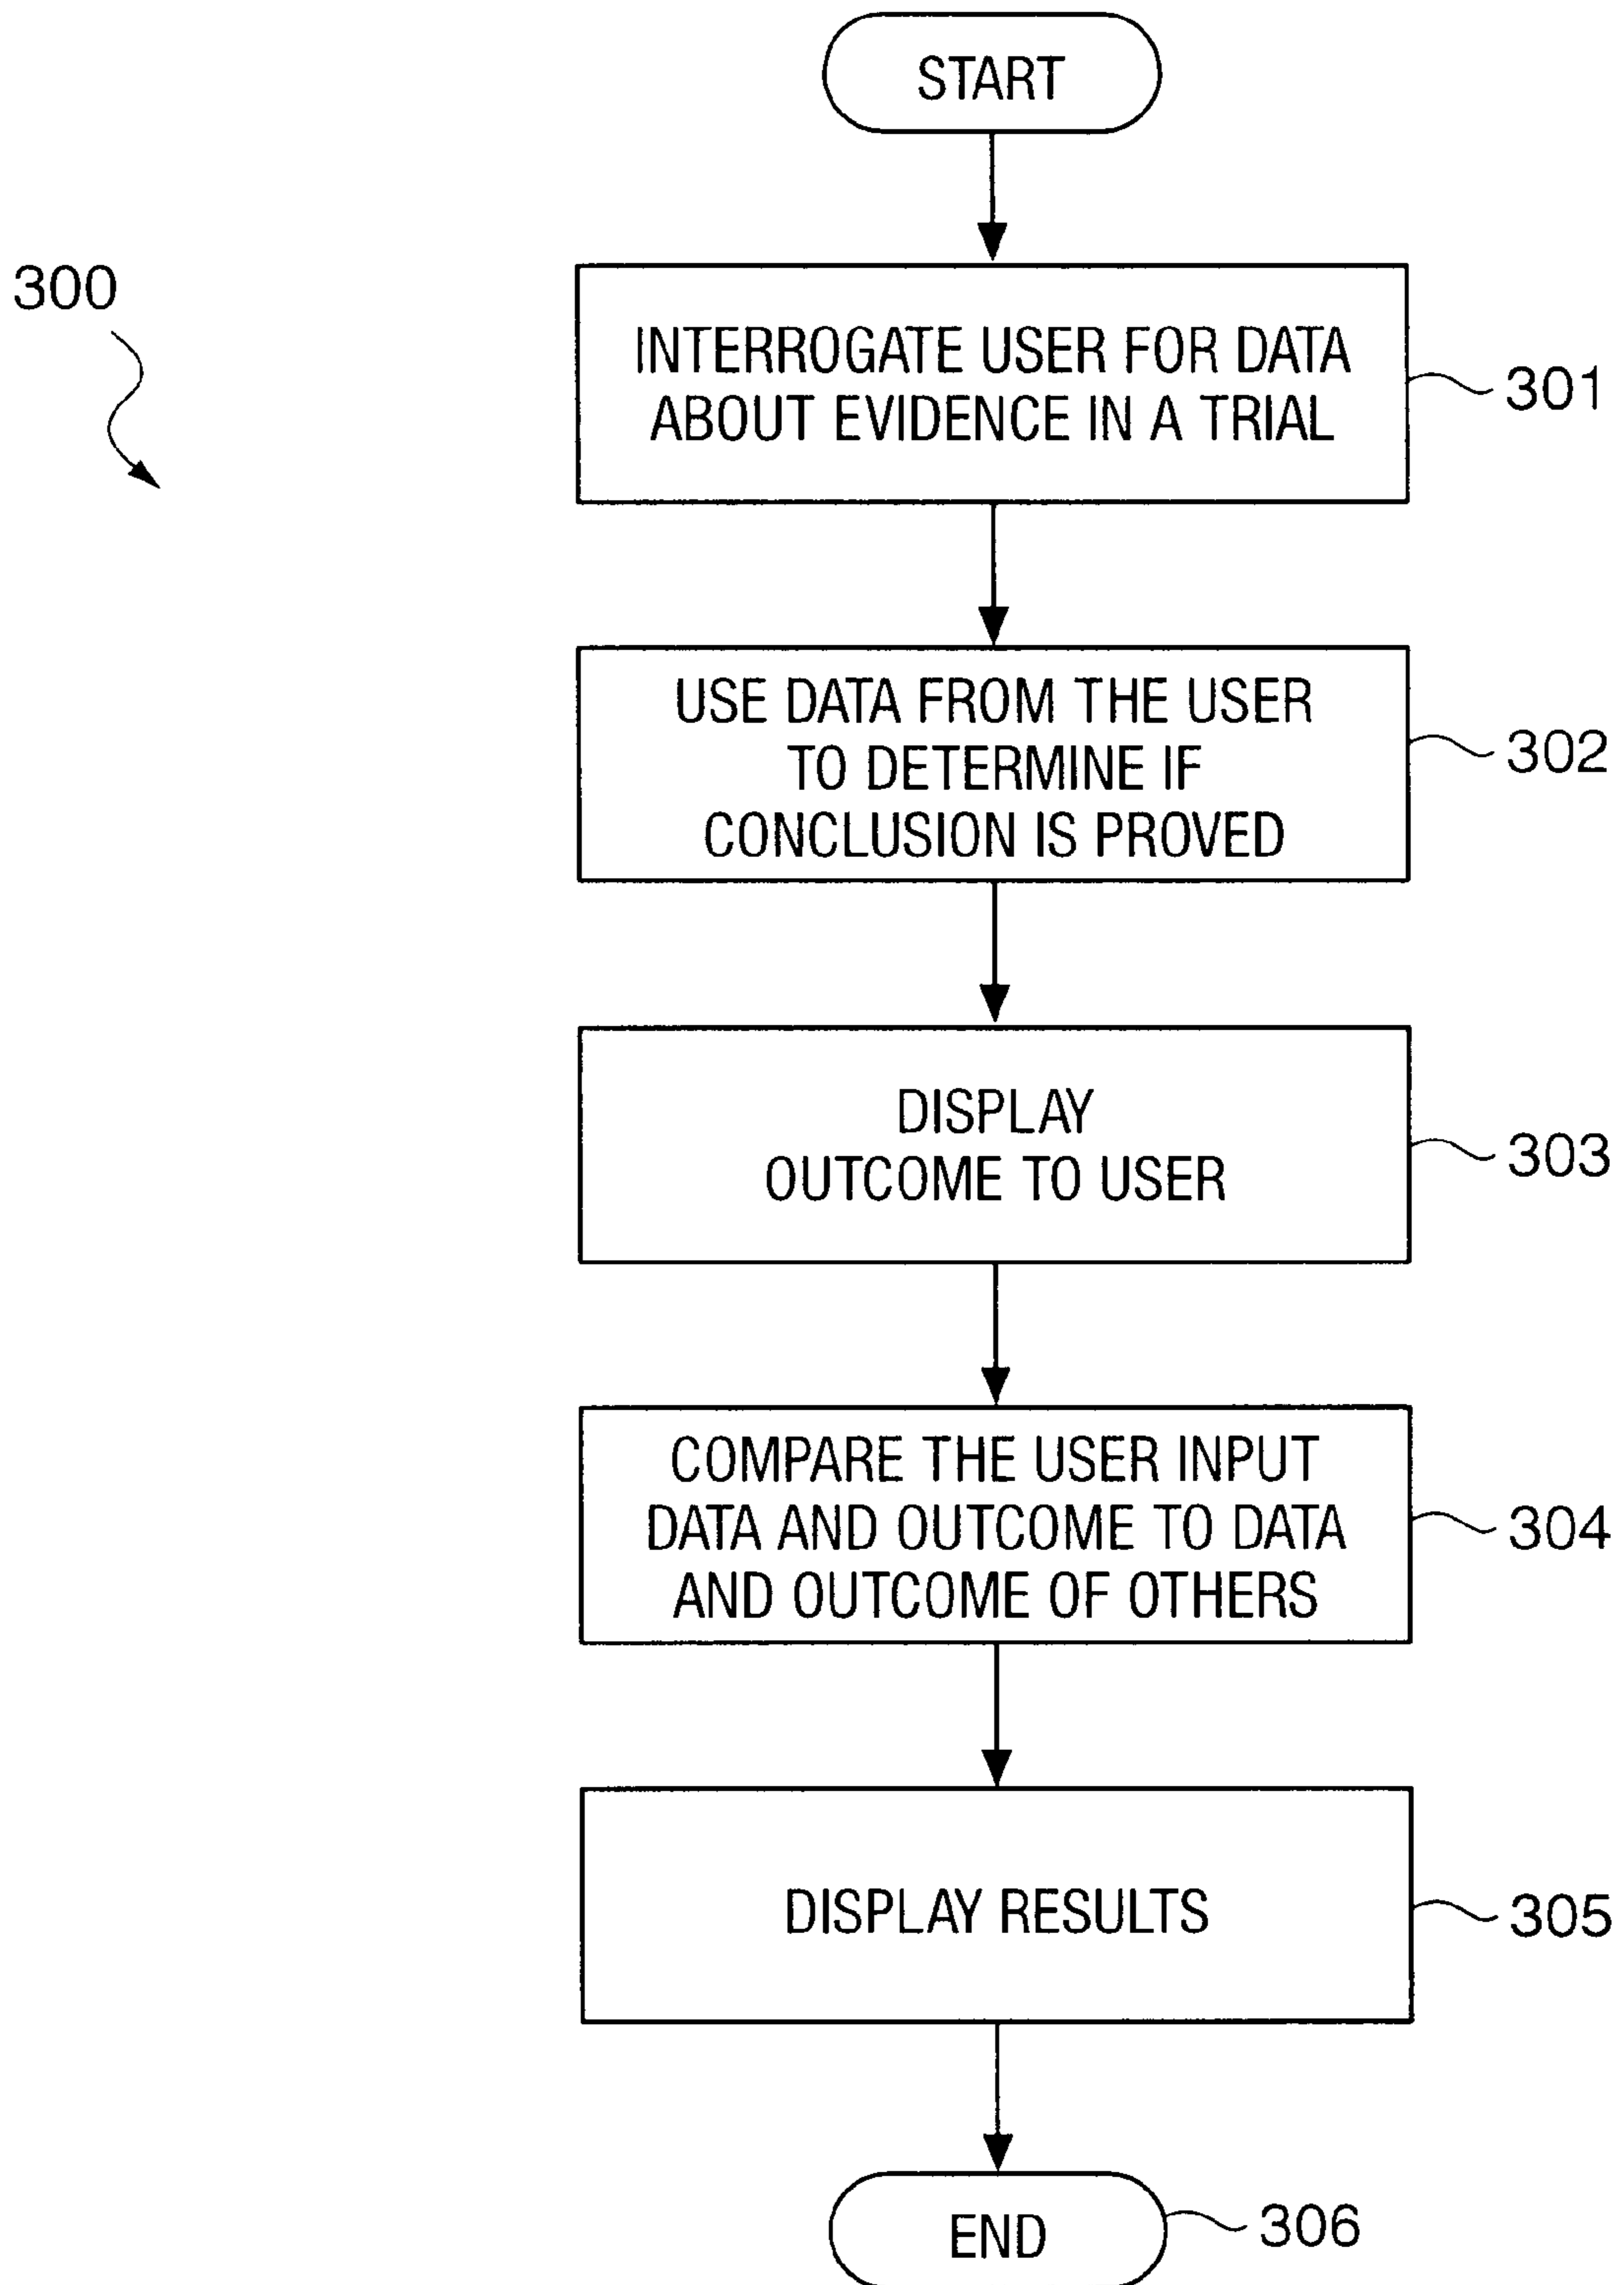 START
300
INTERROGATE USER FOR DATA
ABOUT EVIDENCE IN A TRIAL
301
USE DATA FROM THE USER
TO DETERMINE IF
CONCLUSION IS PROVED
302
DISPLAY
OUTCOME TO USER
303
COMPARE THE USER INPUT
DATA AND OUTCOME TO DATA
AND OUTCOME OF OTHERS
304
DISPLAY RESULTS
305
END
306